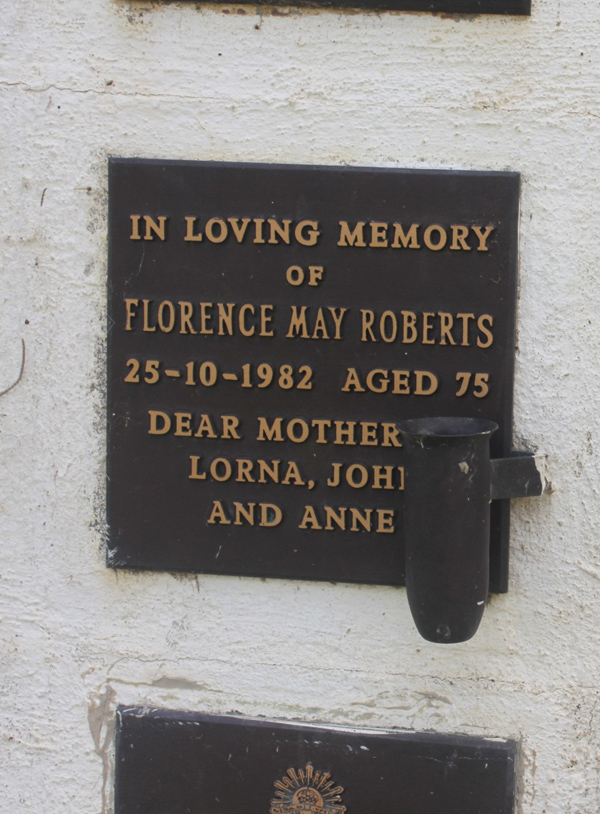 IN LOVING MEMORY
OF
FLORENCE MAY ROBERTS
25-10-1982 AGED 75
DEAR MOTHER
LORNA,
AND ANNE